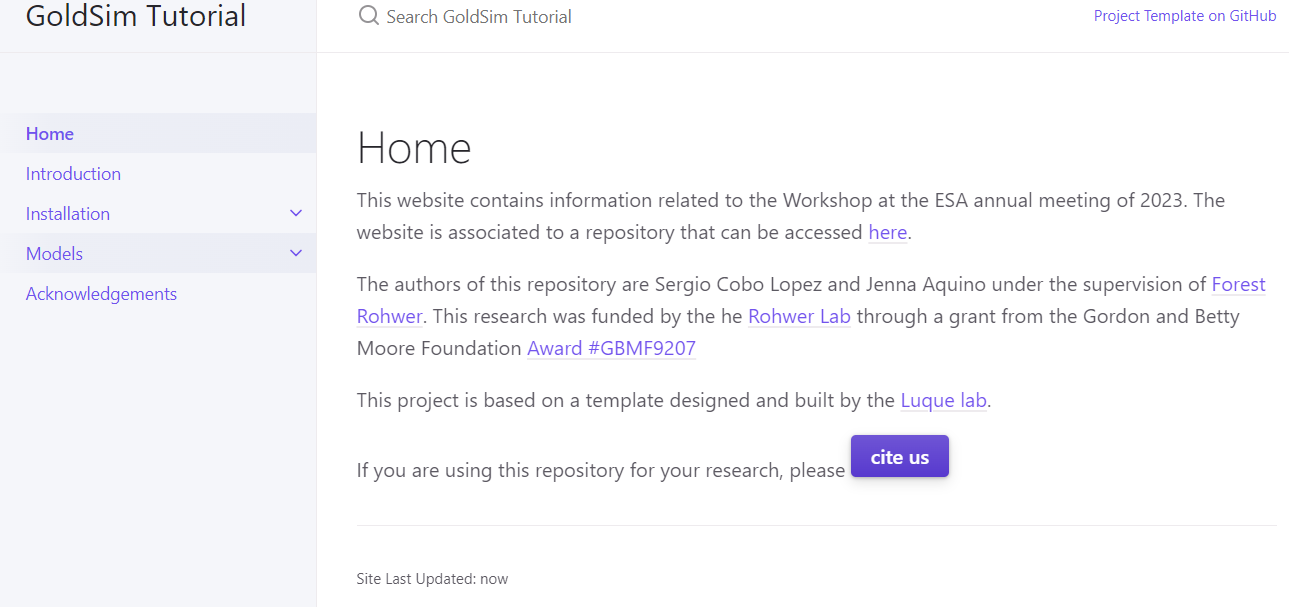 GoldSim Tutorial
Search GoldSim Tutorial
Project Template on GitHub
Home
Introduction
Installation
Models
Acknowledgements
Home
This website contains information related to the Workshop at the ESA annual meeting of 2023. The
website is associated to a repository that can be accessed here.
The authors of this repository are Sergio Cobo Lopez and Jenna Aquino under the supervision of Forest
Rohwer. This research was funded by the he Rohwer Lab through a grant from the Gordon and Betty
Moore Foundation Award #GBMF9207
This project is based on a template designed and built by the Luque lab.
If you are using this repository for your research, please cite us
Site Last Updated: now